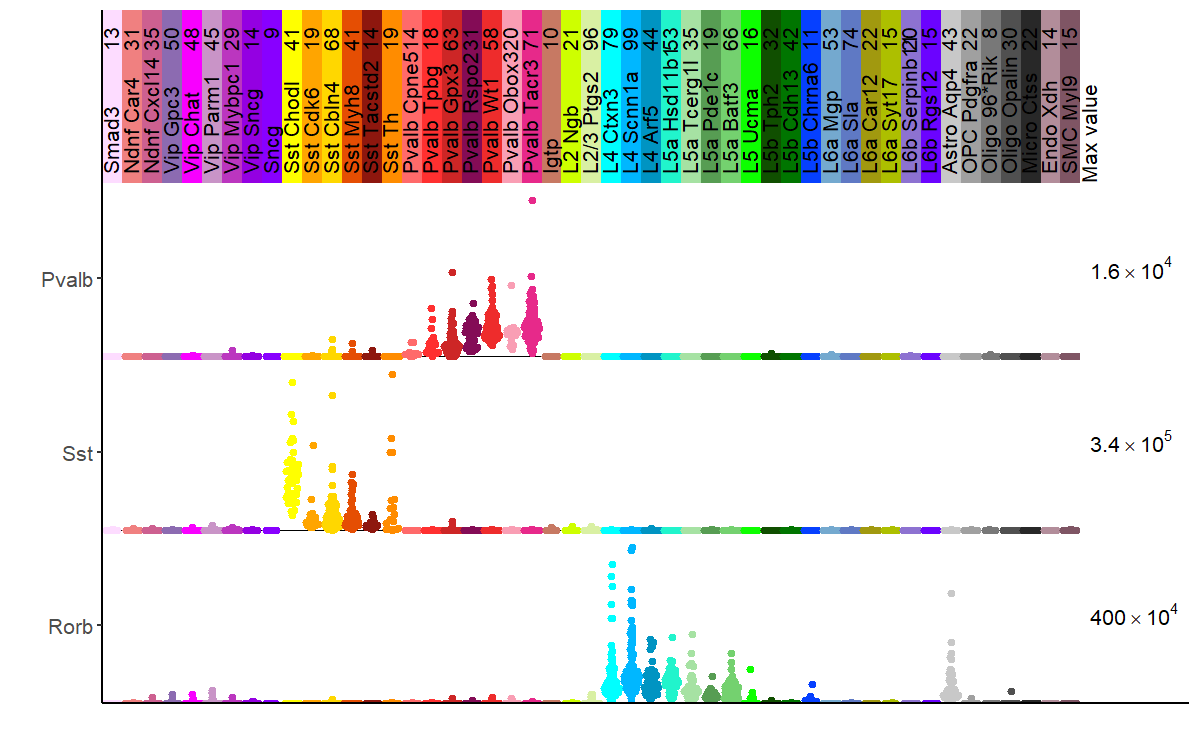 Smad3 13
Ndnf Car4 31
Ndnf Cxcl14 35
Vip Gpc3 50
Vip Chat 48
Vip Parm1 45
Vip Mybpc1 29
Vip Sncg 14
Sncg 9
Sst Chodl 41
Sst Cdk6 19
Sst Cbln4 68
Sst Myh8 41
Sst Tacstd2 24
Sst Th 19
Pvalb Cpne5 14
Pvalb Tpbg 18
Pvalb Gpx3 63
Pvalb Rspo2 31
Pvalb Wt1 58
Pvalb Obox3 20
Pvalb Tacr3 71
Igtp 10
L2 Ngb 21
L2/3 Ptgs2 96
L4 Ctxn3 79
L4 Scnn1a 99
L4 Arf5 44
L5a Hsd11b1 53
L5a Tcerg1l 35
L5a Pde1c 19
L5a Batf3 66
L5 Ucma 16
L5b Tph2 32
L5b Cdh13 42
L5b Chrna6 11
L6a Mgp 53
L6a Sla 74
L6a Car12 22
L6a Syt17 15
L6b Serpinb11 20
L6b Rgs12 15
Astro Aqp4 43
OPC Pdgfra 22
Oligo 96*Rik 8
Oligo Opalin 30
Micro Ctss 22
Endo Xdh 14
SMC Myl9 15
Max value
Pvalb 1.6 × 10⁴
Sst 3.4 × 10⁵
Rorb 400 × 10⁴